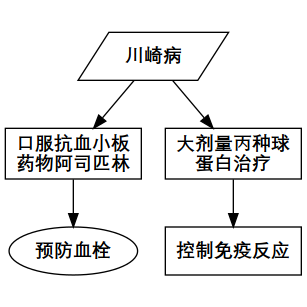 川崎病
口服抗血小板
药物阿司匹林
大剂量丙种球
蛋白治疗
预防血栓
控制免疫反应